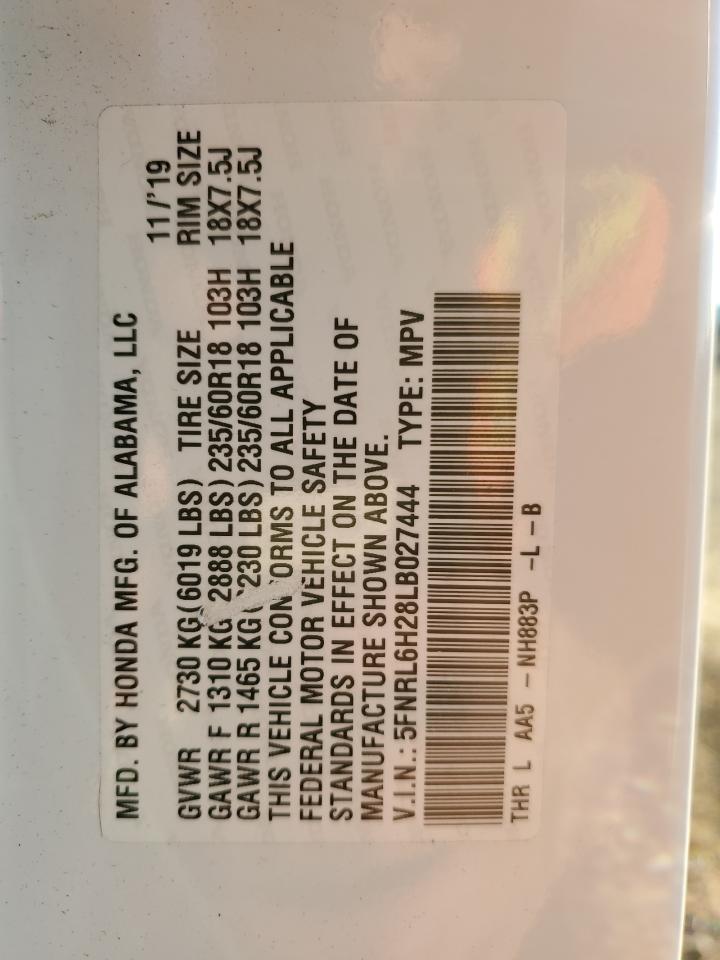 MFD. BY HONDA MFG. OF ALABAMA, LLC
11/'19
GVWR 2730 KG(6019 LBS) TIRE SIZE RIM SIZE
GAWR F 1310 KG 2888 LBS) 235/60R18 103H 18X7.5J
GAWR R 1465 KG 230 LBS) 235/60R18 103H 18X7.5J
THIS VEHICLE CON ORMS TO ALL APPLICABLE
FEDERAL MOTOR VEHICLE SAFETY
STANDARDS IN EFFECT ON THE DATE OF
MANUFACTURE SHOWN ABOVE.
V.I.N.: 5FNRL6H28LB027444 TYPE: MPV
THR L AA5 - NH883P -L-B